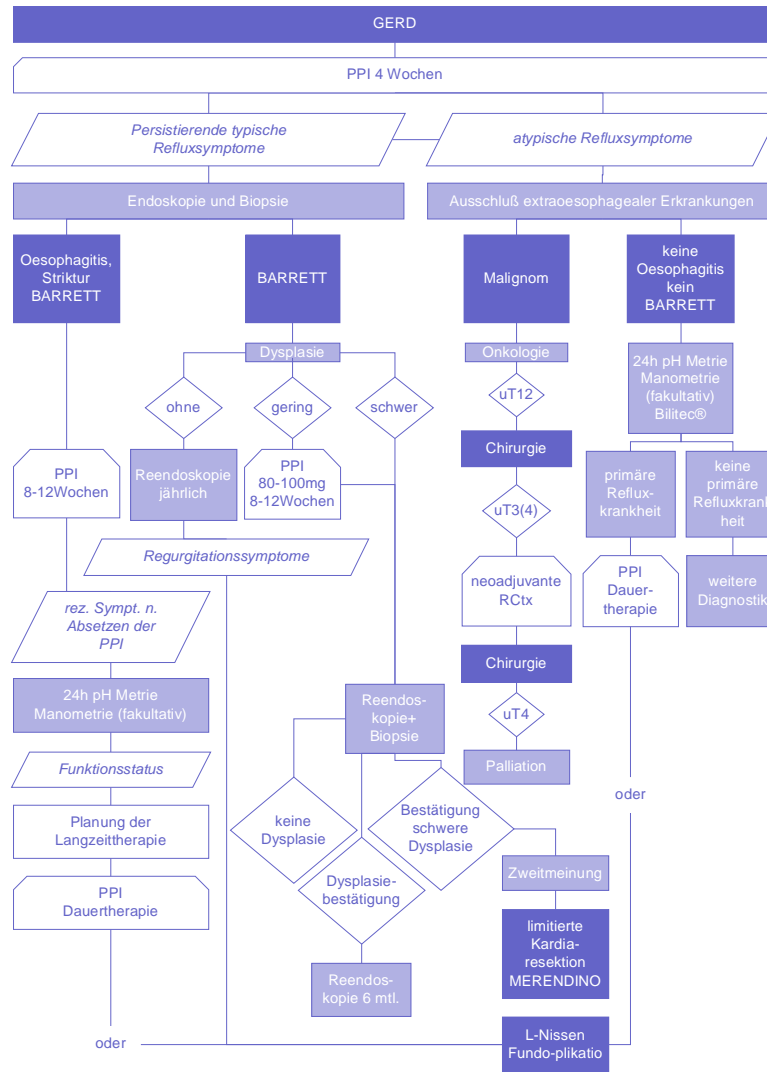 GERD
PPI 4 Wochen
Persistierende typische
Refluxsymptome
atypische Refluxsymptome
Endoskopie und Biopsie
Ausschluß extraoesophagealer Erkrankungen
Oesophagitis,
Striktur
BARRETT
BARRETT
Malignom
keine
Oesophagitis
kein
BARRETT
Dysplasie
Onkologie
24h pH Metrie
Manometrie
(fakultativ)
Bilitec®
ohne
gering
schwer
uT12
PPI
8-12Wochen
Reendoskopie
jährlich
PPI
80-100mg
8-12Wochen
Chirurgie
primäre
Reflux-
krankheit
keine
primäre
Refluxkrank
heit
uT3(4)
Regurgitationssymptome
neoadjuvante
RCtx
PPI
Dauer-
therapie
weitere
Diagnostik
rez. Sympt. n.
Absetzen der
PPI
Chirurgie
24h pH Metrie
Manometrie (fakultativ)
Reendos-
kopie+
Biopsie
uT4
Funktionsstatus
Palliation
oder
Planung der
Langzeittherapie
keine
Dysplasie
Bestätigung
schwere
Dysplasie
PPI
Dauertherapie
Dysplasie-
bestätigung
Zweitmeinung
limitierte
Kardia-
resektion
MERENDINO
Reendos-
kopie 6 mtl.
oder
L-Nissen
Fundo-plikatio